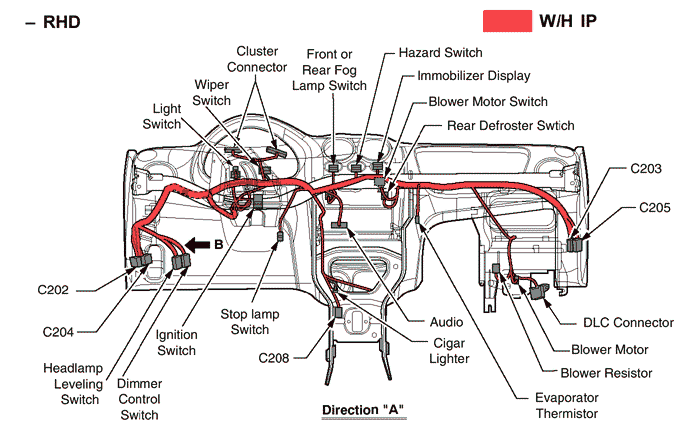 – RHD
W/H IP
Cluster
Connector
Wiper
Switch
Light
Switch
Front or
Rear Fog
Lamp Switch
Hazard Switch
Immobilizer Display
Blower Motor Switch
Rear Defroster Swtich
C203
C205
B
C202
C204
Headlamp
Leveling
Switch
Dimmer
Control
Switch
Ignition
Switch
Stop lamp
Switch
C208
Audio
Cigar
Lighter
DLC Connector
Blower Motor
Blower Resistor
Evaporator
Thermistor
Direction "A"